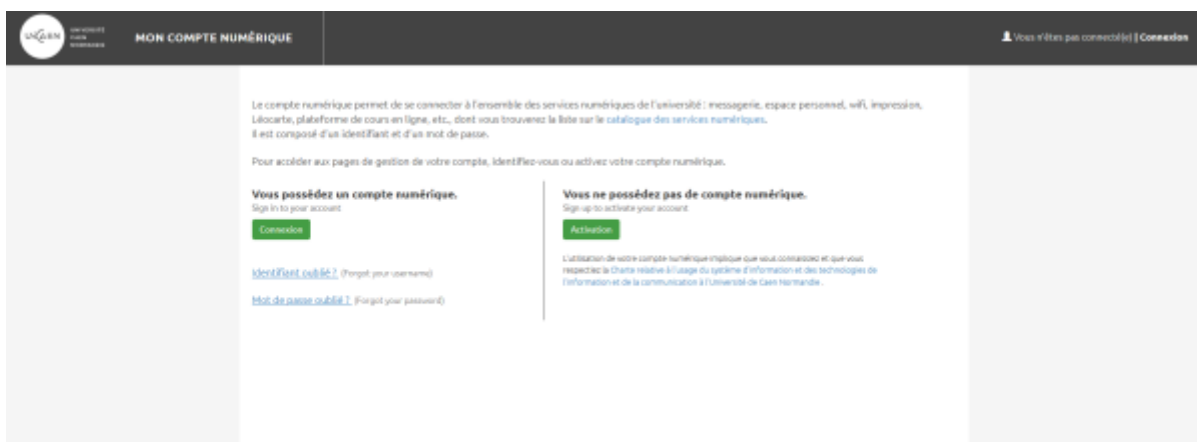 UNICAEN
UNIVERSITÉ
CAEN
NORMANDIE
MON COMPTE NUMÉRIQUE
Vous n'êtes pas connecté(e) | Connexion
Le compte numérique permet de se connecter à l'ensemble des services numériques de l'université : messagerie, espace personnel, wifi, impression,
Léocarte, plateforme de cours en ligne, etc., dont vous trouverez la liste sur le catalogue des services numériques.
Il est composé d'un identifiant et d'un mot de passe.
Pour accéder aux pages de gestion de votre compte, identifiez-vous ou activez votre compte numérique.
Vous possédez un compte numérique.
Sign in to your account
Connexion
Identifiant oublié ? (Forgot your username)
Mot de passe oublié ? (Forgot your password)
Vous ne possédez pas de compte numérique.
Sign up to activate your account
Activation
L'utilisation de votre compte numérique implique que vous connaissez et que vous
respectiez la Charte relative à l'usage du système d'information et des technologies de
l'information et de la communication à l'Université de Caen Normandie.